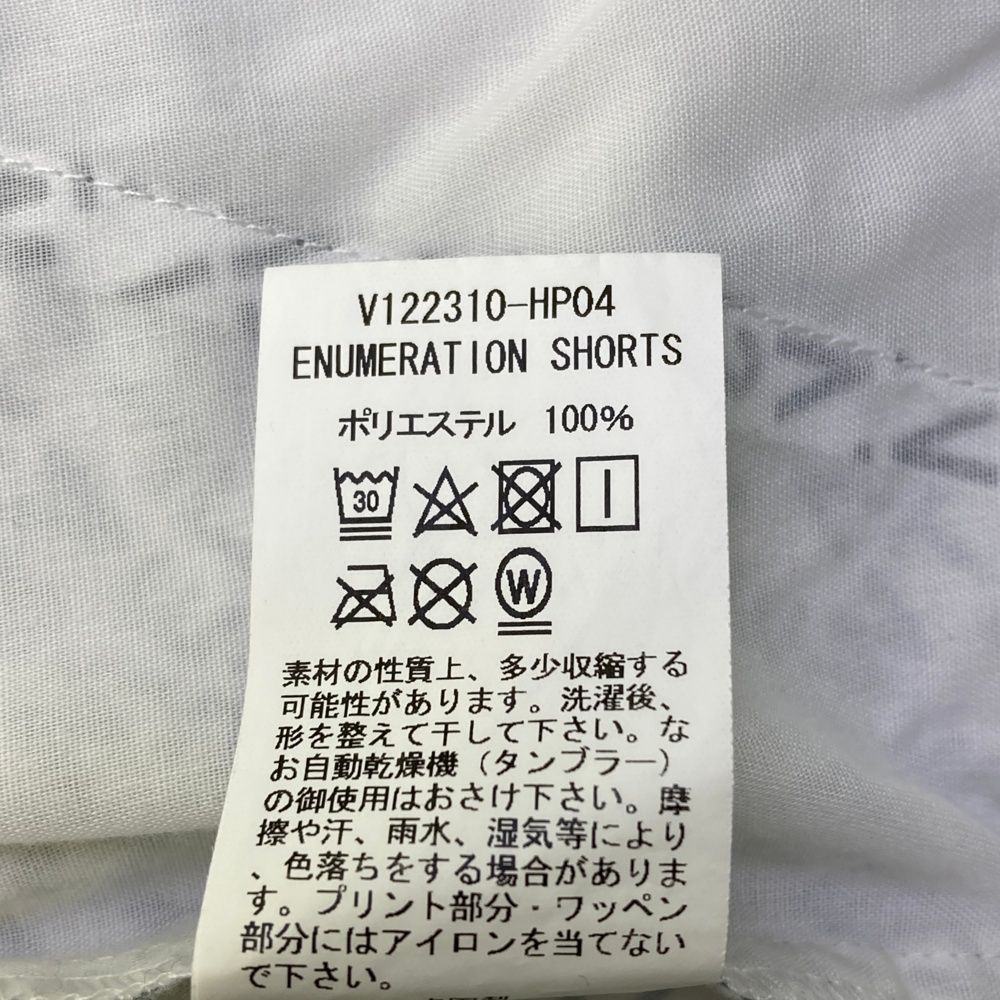 V122310-HP04
ENUMERATION SHORTS
ポリエステル 100%
30
W
素材の性質上、多少収縮する
可能性があります。洗濯後、
形を整えて干して下さい。な
お自動乾燥機（タンブラー）
の御使用はおさけ下さい。摩
擦や汗、雨水、湿気等により
、色落ちをする場合がありま
す。プリント部分・ワッペン
部分にはアイロンを当てない
で下さい。